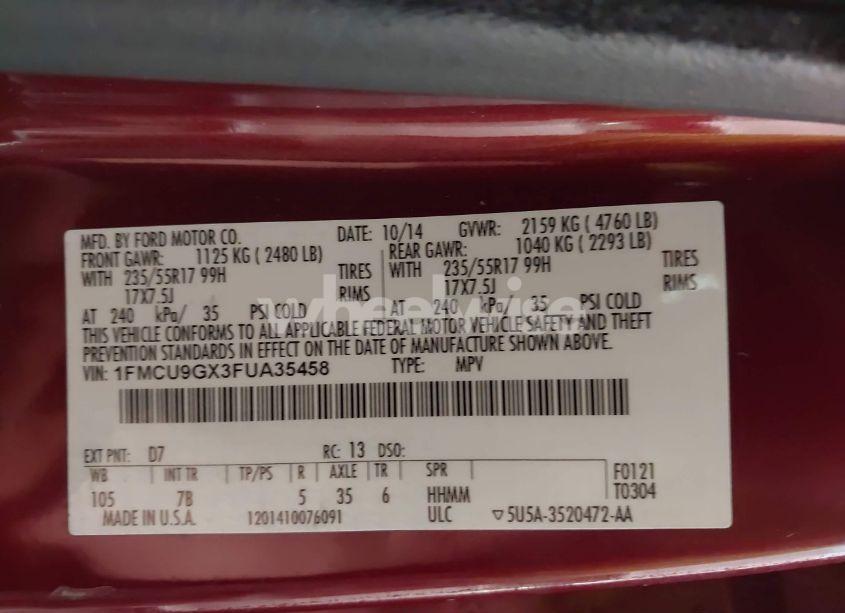 MFD. BY FORD MOTOR CO. DATE: 10/14 GVWR: 2159 KG ( 4760 LB)
FRONT GAWR: 1125 KG ( 2480 LB) REAR GAWR: 1040 KG ( 2293 LB)
WITH 235/55R17 99H TIRES WITH 235/55R17 99H TIRES
17X7.5J RIMS 17X7.5J RIMS
AT 240 kPa/ 35 PSI COLD AT 240 kPa/ 35 PSI COLD
wheelwise
THIS VEHICLE CONFORMS TO ALL APPLICABLE FEDERAL MOTOR VEHICLE SAFETY AND THEFT
PREVENTION STANDARDS IN EFFECT ON THE DATE OF MANUFACTURE SHOWN ABOVE.
VIN: 1FMCU9GX3FUA35458 TYPE: MPV
EXT PNT: D7 RC: 13 DSO:
WB INT TR TP/PS R AXLE TR SPR F0121
105 7B 5 35 6 HHMM T0304
MADE IN U.S.A. 1201410076091 ULC ▽5U5A-3520472-AA